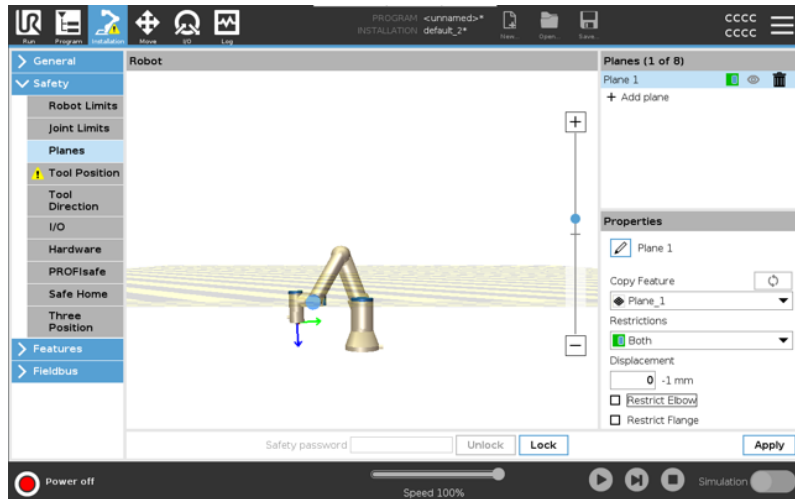 PROGRAM <unnamed>*
INSTALLATION default_2*
UR
Run
Program
Installation
Move
I/O
Log
New...
Open...
Save...
CCCC
CCCC
General
Safety
Robot Limits
Joint Limits
Planes
Tool Position
Tool
Direction
I/O
Hardware
PROFIsafe
Safe Home
Three
Position
Features
Fieldbus
Robot
Planes (1 of 8)
Plane 1
+ Add plane
Properties
Plane 1
Copy Feature
Plane_1
Restrictions
Both
Displacement
0 -1 mm
Restrict Elbow
Restrict Flange
Safety password
Unlock
Lock
Apply
Power off
Speed 100%
Simulation